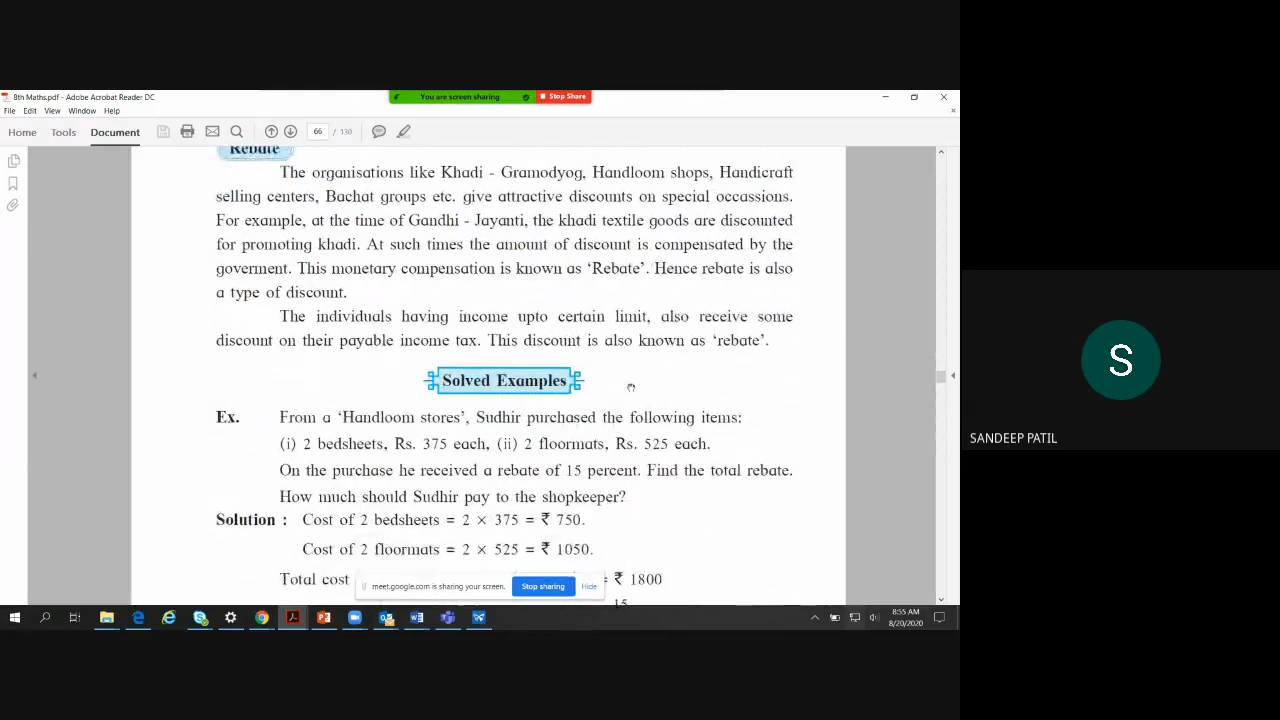 8th Maths.pdf - Adobe Acrobat Reader DC
You are screen sharing
Stop Share
File Edit View Window Help
Home Tools Document
66 / 130
Rebate
The organisations like Khadi - Gramodyog, Handloom shops, Handicraft
selling centers, Bachat groups etc. give attractive discounts on special occassions.
For example, at the time of Gandhi - Jayanti, the khadi textile goods are discounted
for promoting khadi. At such times the amount of discount is compensated by the
goverment. This monetary compensation is known as ‘Rebate’. Hence rebate is also
a type of discount.
The individuals having income upto certain limit, also receive some
discount on their payable income tax. This discount is also known as ‘rebate’.
Solved Examples
Ex. From a ‘Handloom stores’, Sudhir purchased the following items:
(i) 2 bedsheets, Rs. 375 each, (ii) 2 floormats, Rs. 525 each.
On the purchase he received a rebate of 15 percent. Find the total rebate.
How much should Sudhir pay to the shopkeeper?
Solution : Cost of 2 bedsheets = 2 × 375 = ₹ 750.
Cost of 2 floormats = 2 × 525 = ₹ 1050.
Total cost = ₹ 1800
15
meet.google.com is sharing your screen. Stop sharing Hide
8:55 AM
8/20/2020
S
SANDEEP PATIL